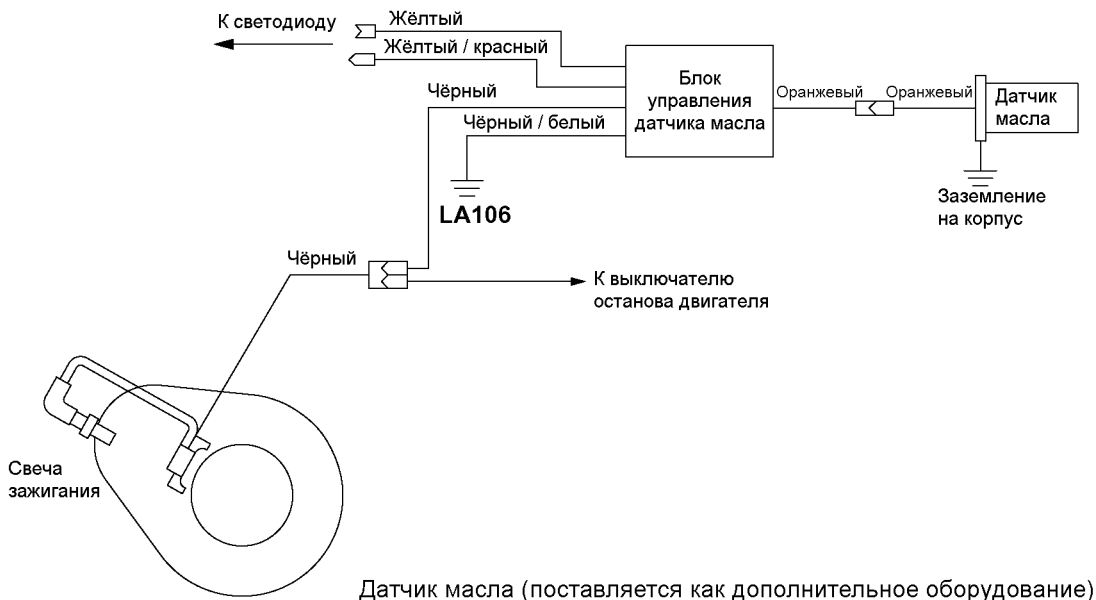 К светодиоду
Жёлтый
Жёлтый / красный
Чёрный
Чёрный / белый
LA106
Блок
управления
датчика масла
Оранжевый
Оранжевый
Датчик
масла
Заземление
на корпус
Чёрный
К выключателю
останова двигателя
Свеча
зажигания
Датчик масла (поставляется как дополнительное оборудование)